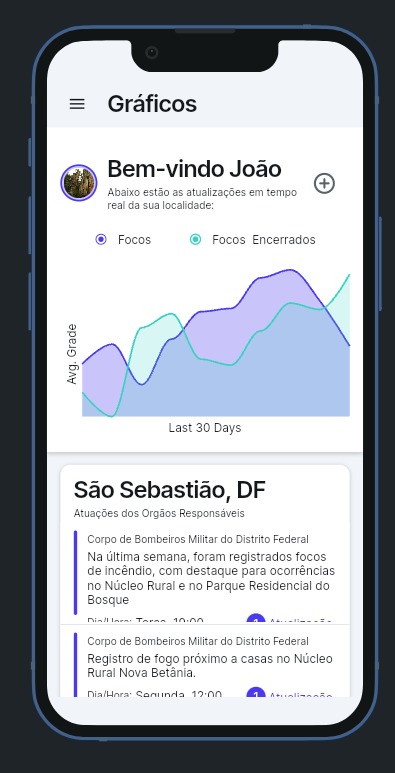 Gráficos
Bem-vindo João
Abaixo estão as atualizações em tempo
real da sua localidade:
Focos
Focos Encerrados
Avg. Grade
Last 30 Days
São Sebastião, DF
Atuações dos Orgãos Responsáveis
Corpo de Bombeiros Militar do Distrito Federal
Na última semana, foram registrados focos
de incêndio, com destaque para ocorrências
no Núcleo Rural e no Parque Residencial do
Bosque
Dia/Hora: Terça, 19:00
1 Atualização
Corpo de Bombeiros Militar do Distrito Federal
Registro de fogo próximo a casas no Núcleo
Rural Nova Betânia.
Dia/Hora: Segunda, 12:00
1 Atualização